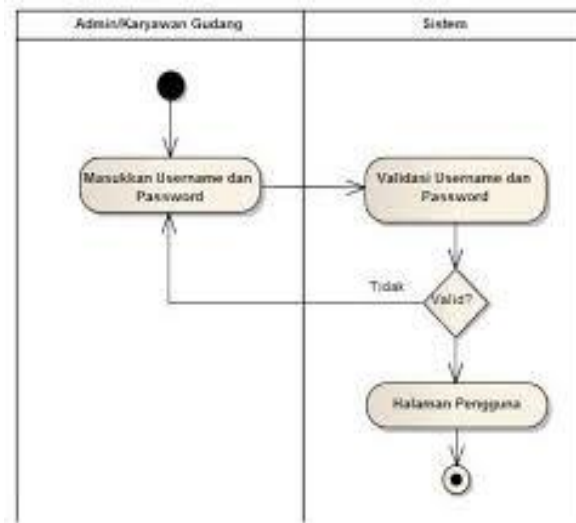 Admin/Karyawan Gudang
Sistem
Masukkan Username dan
Password
Validasi Username dan
Password
Tidak
Valid?
Halaman Pengguna